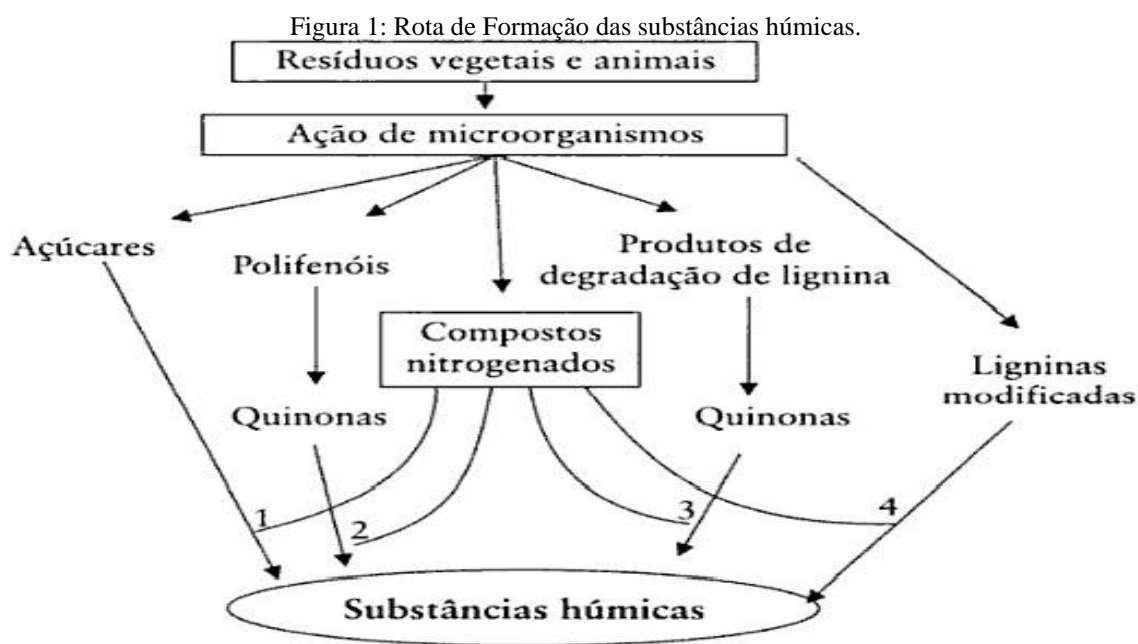 Figura 1: Rota de Formação das substâncias húmicas.
Resíduos vegetais e animais
Ação de microorganismos
Açúcares
Polifenóis
Produtos de
degradação de lignina
Compostos
nitrogenados
Ligninas
modificadas
Quinonas
Quinonas
1
2
3
4
Substâncias húmicas